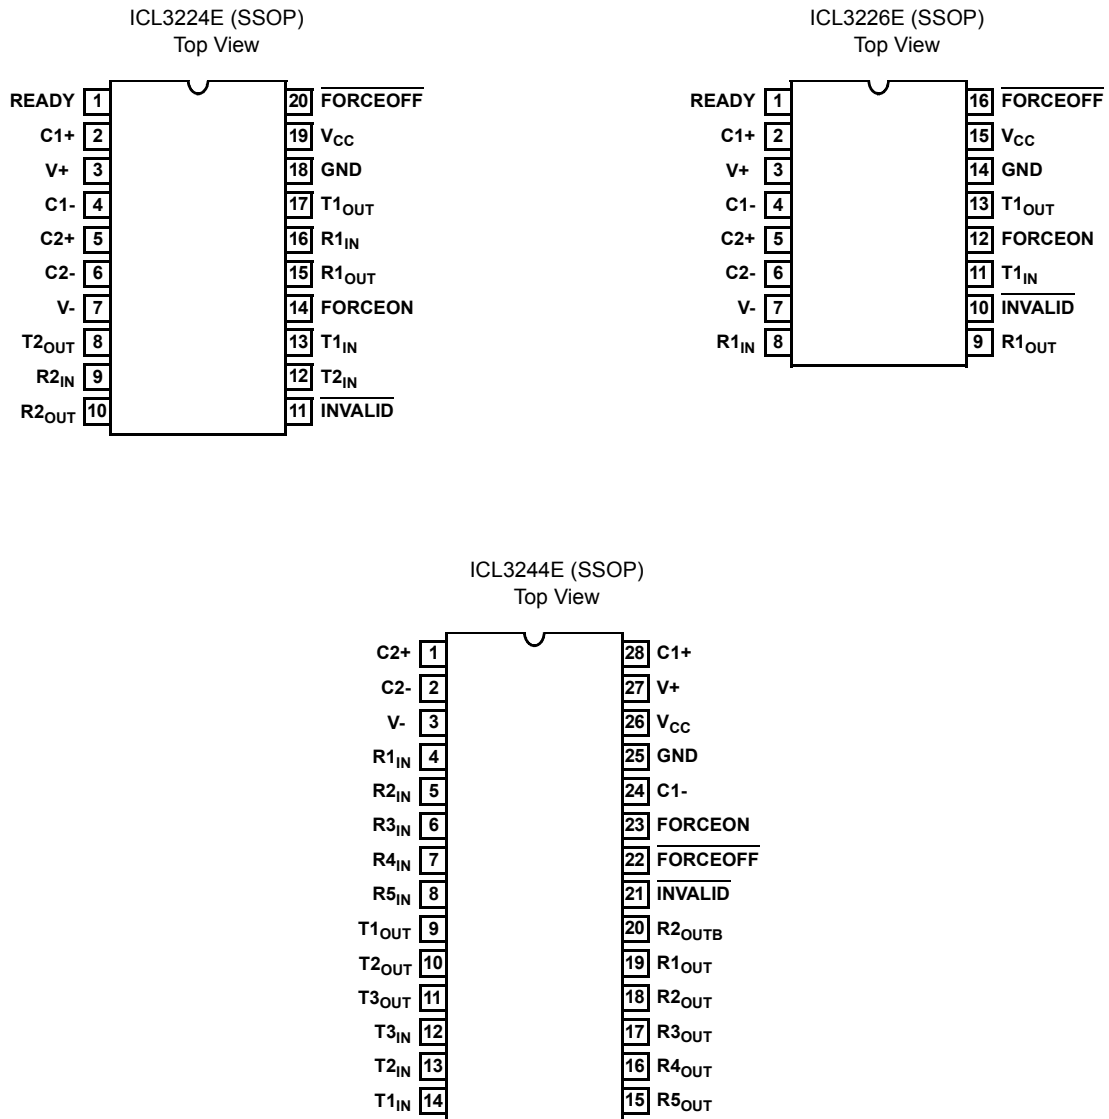 ICL3224E (SSOP)
Top View
READY 1 20 FORCEOFF
C1+ 2 19 VCC
V+ 3 18 GND
C1- 4 17 T1OUT
C2+ 5 16 R1IN
C2- 6 15 R1OUT
V- 7 14 FORCEON
T2OUT 8 13 T1IN
R2IN 9 12 T2IN
R2OUT 10 11 INVALID
ICL3226E (SSOP)
Top View
READY 1 16 FORCEOFF
C1+ 2 15 VCC
V+ 3 14 GND
C1- 4 13 T1OUT
C2+ 5 12 FORCEON
C2- 6 11 T1IN
V- 7 10 INVALID
R1IN 8 9 R1OUT
ICL3244E (SSOP)
Top View
C2+ 1 28 C1+
C2- 2 27 V+
V- 3 26 VCC
R1IN 4 25 GND
R2IN 5 24 C1-
R3IN 6 23 FORCEON
R4IN 7 22 FORCEOFF
R5IN 8 21 INVALID
T1OUT 9 20 R2OUTB
T2OUT 10 19 R1OUT
T3OUT 11 18 R2OUT
T3IN 12 17 R3OUT
T2IN 13 16 R4OUT
T1IN 14 15 R5OUT